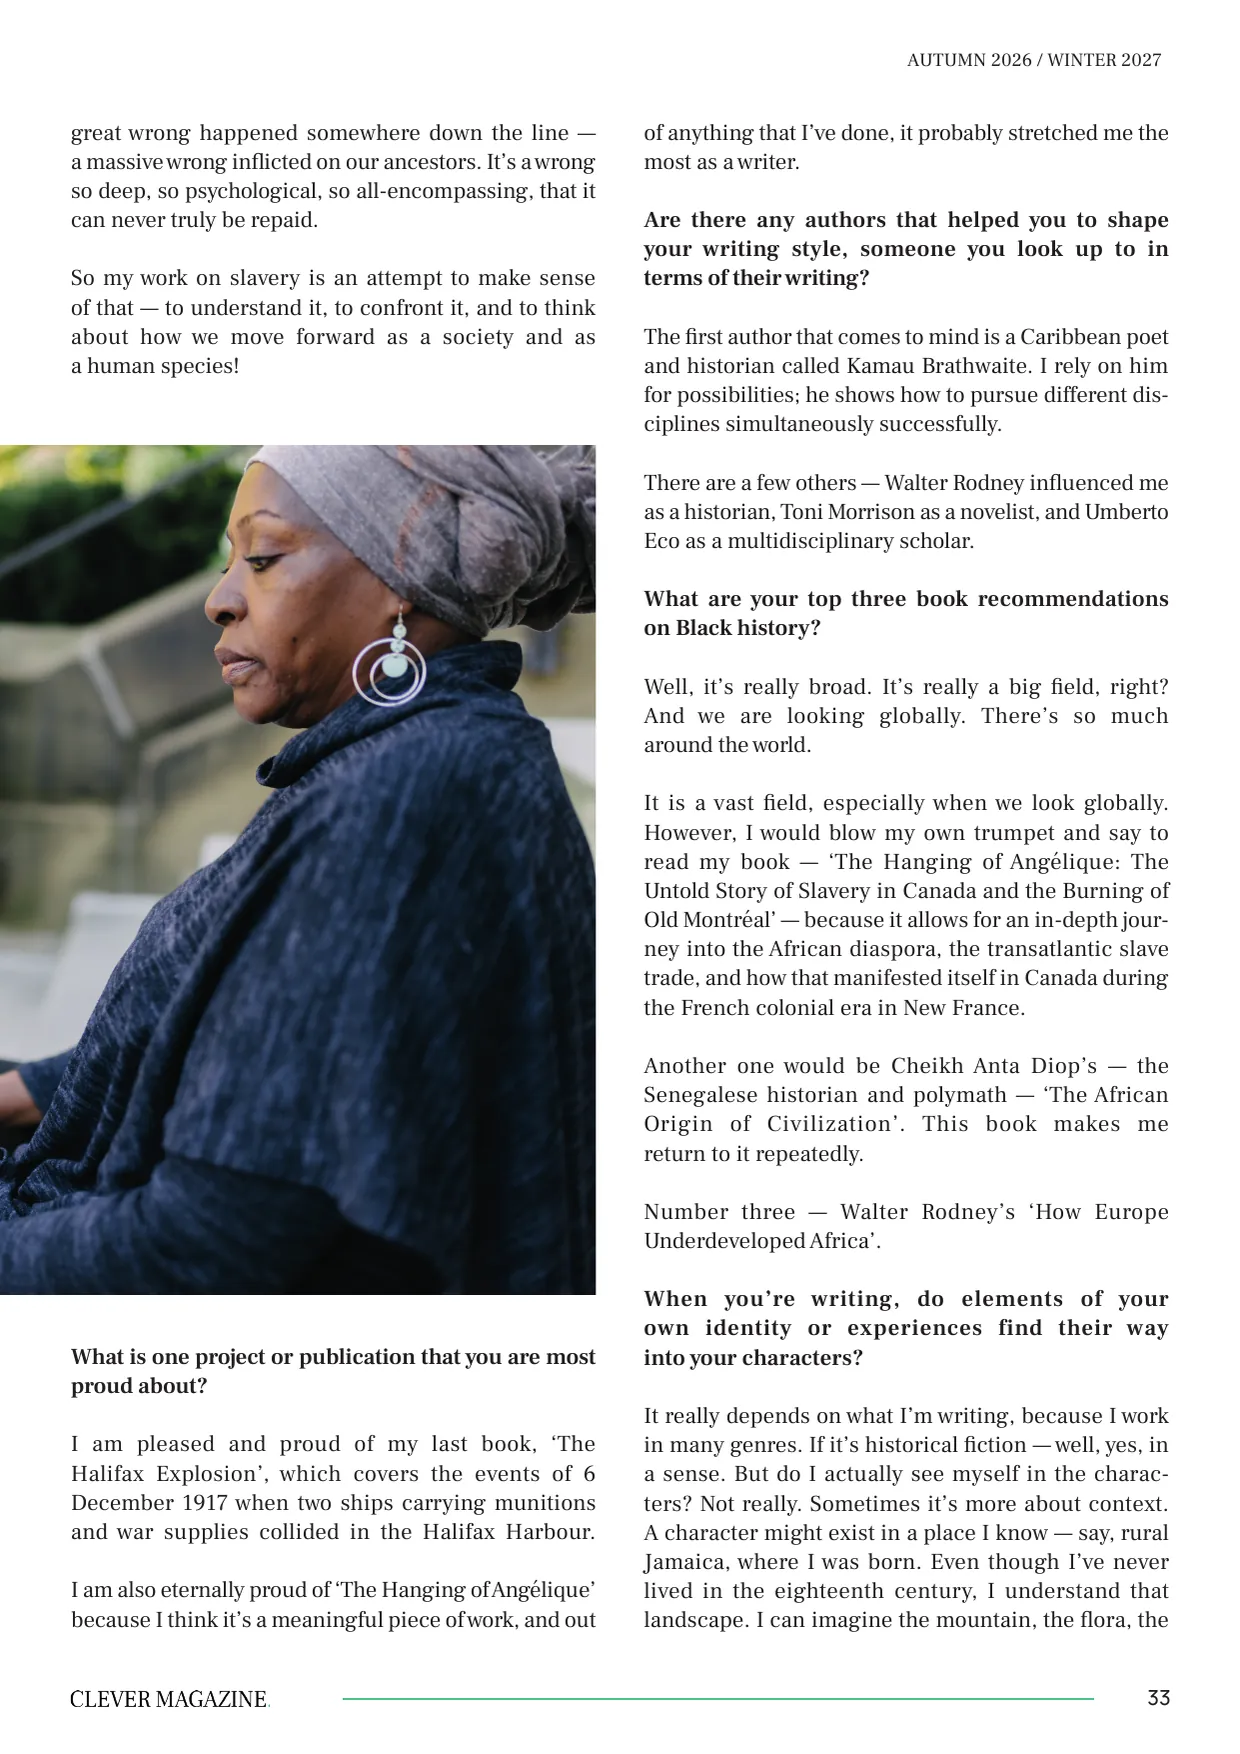 AUTUMN 2026 / WINTER 2027
great wrong happened somewhere down the line —
a massive wrong inflicted on our ancestors. It’s a wrong
so deep, so psychological, so all-encompassing, that it
can never truly be repaid.
So my work on slavery is an attempt to make sense
of that — to understand it, to confront it, and to think
about how we move forward as a society and as
a human species!
What is one project or publication that you are most
proud about?
I am pleased and proud of my last book, ‘The
Halifax Explosion’, which covers the events of 6
December 1917 when two ships carrying munitions
and war supplies collided in the Halifax Harbour.
I am also eternally proud of ‘The Hanging of Angélique’
because I think it’s a meaningful piece of work, and out
of anything that I’ve done, it probably stretched me the
most as a writer.
Are there any authors that helped you to shape
your writing style, someone you look up to in
terms of their writing?
The first author that comes to mind is a Caribbean poet
and historian called Kamau Brathwaite. I rely on him
for possibilities; he shows how to pursue different dis-
ciplines simultaneously successfully.
There are a few others — Walter Rodney influenced me
as a historian, Toni Morrison as a novelist, and Umberto
Eco as a multidisciplinary scholar.
What are your top three book recommendations
on Black history?
Well, it’s really broad. It’s really a big field, right?
And we are looking globally. There’s so much
around the world.
It is a vast field, especially when we look globally.
However, I would blow my own trumpet and say to
read my book — ‘The Hanging of Angélique: The
Untold Story of Slavery in Canada and the Burning of
Old Montréal’ — because it allows for an in-depth jour-
ney into the African diaspora, the transatlantic slave
trade, and how that manifested itself in Canada during
the French colonial era in New France.
Another one would be Cheikh Anta Diop’s — the
Senegalese historian and polymath — ‘The African
Origin of Civilization’. This book makes me
return to it repeatedly.
Number three — Walter Rodney’s ‘How Europe
Underdeveloped Africa’.
When you’re writing, do elements of your
own identity or experiences find their way
into your characters?
It really depends on what I’m writing, because I work
in many genres. If it’s historical fiction — well, yes, in
a sense. But do I actually see myself in the charac-
ters? Not really. Sometimes it’s more about context.
A character might exist in a place I know — say, rural
Jamaica, where I was born. Even though I’ve never
lived in the eighteenth century, I understand that
landscape. I can imagine the mountain, the flora, the
CLEVER MAGAZINE.
33